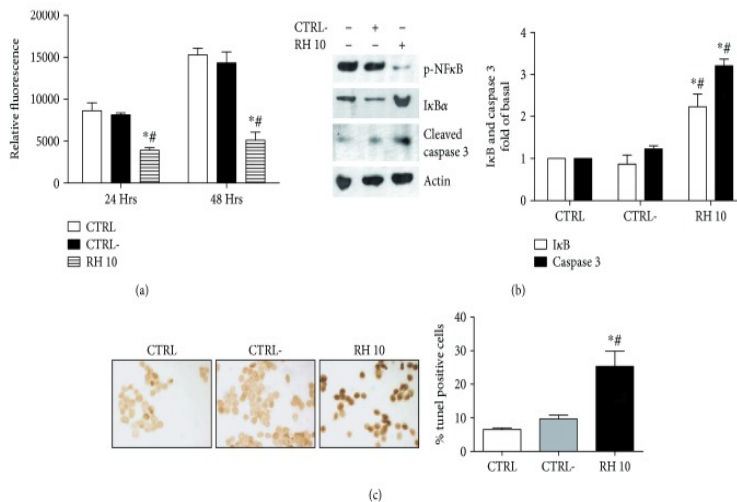 20000
15000
10000
5000
0
Relative fluorescence
*#
*#
24 Hrs
48 Hrs
CTRL
CTRL-
RH 10
(a)
CTRL- – + –
RH 10 – – +
p-NFκB
IκBα
Cleaved
caspase 3
Actin
4
3
2
1
0
IκB and caspase 3
fold of basal
*#
*#
CTRL
CTRL-
RH 10
IκB
Caspase 3
(b)
CTRL
CTRL-
RH 10
40
30
20
10
0
% tunel positive cells
*#
CTRL
CTRL-
RH 10
(c)